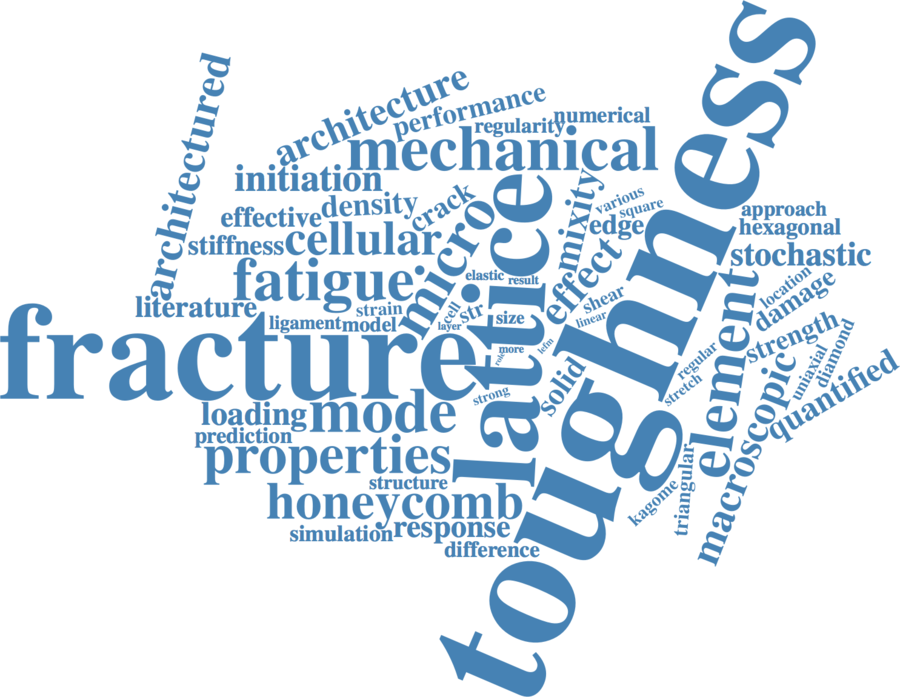 toughness
architectured
architecture
performance
regularity
numerical
mechanical
initiation
density
crack
effective
stiffness
cellular
micro
lattice
mixity
various
square
edge
approach
hexagonal
stochastic
fatigue
elastic
result
effect
literature
strain
cell
str
layer
size
shear
linear
location
damage
ligament
model
fracture
more
role
lefm
strong
solid
element
regular
stretch
strength
uniaxial
diamond
macroscopic
quantified
loading
mode
prediction
properties
structure
honeycomb
kagome
triangular
simulation
response
difference